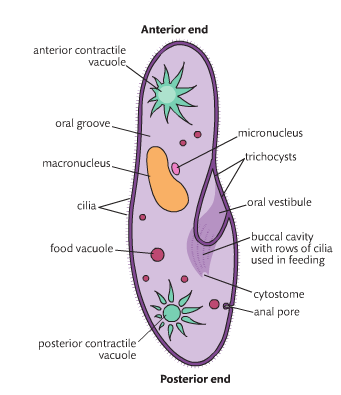 Anterior end
anterior contractile
vacuole
oral groove
micronucleus
trichocysts
macronucleus
cilia
oral vestibule
buccal cavity
with rows of cilia
used in feeding
food vacuole
cytostome
anal pore
posterior contractile
vacuole
Posterior end